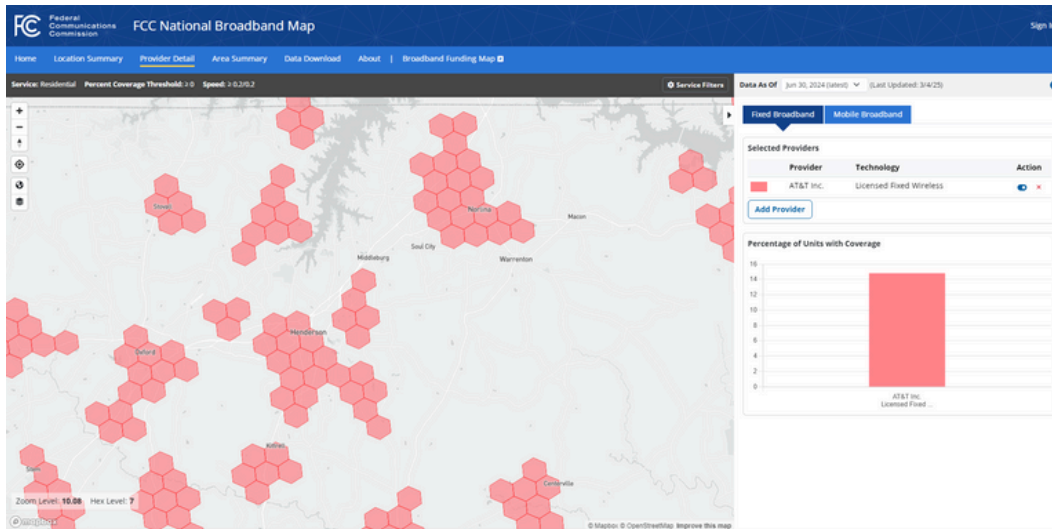 FCC Federal Communications Commission FCC National Broadband Map Sign In
Home Location Summary Provider Detail Area Summary Data Download About | Broadband Funding Map
Service: Residential Percent Coverage Threshold: ≥ 0 Speed: ≥ 0.2/0.2 Service Filters
Data As Of Jun 30, 2024 (latest) (Last Updated: 3/4/25)
Fixed Broadband Mobile Broadband
Selected Providers
Provider Technology Action
AT&T Inc. Licensed Fixed Wireless
Add Provider
Percentage of Units with Coverage
16
14
12
10
8
6
4
2
0
AT&T Inc.
Licensed Fixed ...
Stovall
Norlina
Macon
Soul City
Middleburg
Warrenton
Henderson
Oxford
Kittrell
Stem
Centerville
Zoom Level: 10.08 Hex Level: 7
mapbox
© Mapbox © OpenStreetMap Improve this map